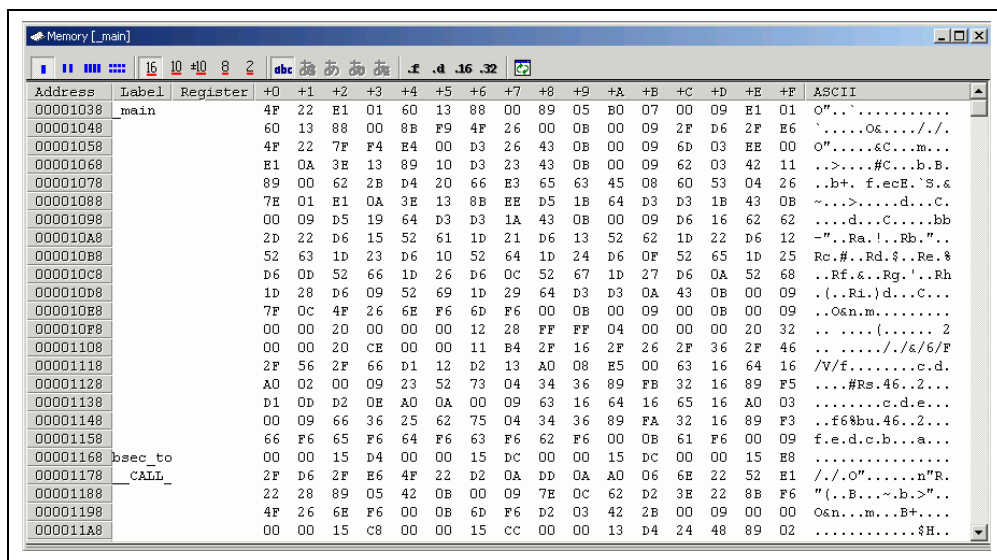 Memory [_main]
16 10 ±10 8 2 abc .f .d .16 .32
Address Label Register +0 +1 +2 +3 +4 +5 +6 +7 +8 +9 +A +B +C +D +E +F ASCII
00001038 _main 4F 22 E1 01 60 13 88 00 89 05 B0 07 00 09 E1 01 O"..`...........
00001048 60 13 88 00 8B F9 4F 26 00 0B 00 09 2F D6 2F E6 `.....O&..../././.
00001058 4F 22 7F F4 E4 00 D3 26 43 0B 00 09 6D 03 EE 00 O".....&C...m...
00001068 E1 0A 3E 13 89 10 D3 23 43 0B 00 09 62 03 42 11 ..>....#C...b.B.
00001078 89 00 62 2B D4 20 66 E3 65 63 45 08 60 53 04 26 ..b+. f.ecE.`S.&
00001088 7E 01 E1 0A 3E 13 8B EE D5 1B 64 D3 D3 1B 43 0B ~...>.....d...C.
00001098 00 09 D5 19 64 D3 D3 1A 43 0B 00 09 D6 16 62 62 ....d...C.....bb
000010A8 2D 22 D6 15 52 61 1D 21 D6 13 52 62 1D 22 D6 12 -"..Ra.!..Rb."..
000010B8 52 63 1D 23 D6 10 52 64 1D 24 D6 0F 52 65 1D 25 Rc.#..Rd.$..Re.%
000010C8 D6 0D 52 66 1D 26 D6 0C 52 67 1D 27 D6 0A 52 68 ..Rf.&..Rg.'..Rh
000010D8 1D 28 D6 09 52 69 1D 29 64 D3 D3 0A 43 0B 00 09 .(..Ri.)d...C...
000010E8 7F 0C 4F 26 6E F6 6D F6 00 0B 00 09 00 0B 00 09 ..O&n.m.........
000010F8 00 00 20 00 00 00 12 28 FF FF 04 00 00 00 20 32 .. ....(...... 2
00001108 00 00 20 CE 00 00 11 B4 2F 16 2F 26 2F 36 2F 46 .. ....././&/6/F
00001118 2F 56 2F 66 D1 12 D2 13 A0 08 E5 00 63 16 64 16 /V/f........c.d.
00001128 A0 02 00 09 23 52 73 04 34 36 89 FB 32 16 89 F5 ....#Rs.46..2...
00001138 D1 0D D2 0E A0 0A 00 09 63 16 64 16 65 16 A0 03 ........c.d.e...
00001148 00 09 66 36 25 62 75 04 34 36 89 FA 32 16 89 F3 ..f6%bu.46..2...
00001158 66 F6 65 F6 64 F6 63 F6 62 F6 00 0B 61 F6 00 09 f.e.d.c.b...a...
00001168 bsec_to 00 00 15 D4 00 00 15 DC 00 00 15 DC 00 00 15 E8 ................
00001178 __CALL_ 2F D6 2F E6 4F 22 D2 0A DD 0A A0 06 6E 22 52 E1 /./.O"......n"R.
00001188 22 28 89 05 42 0B 00 09 7E 0C 62 D2 3E 22 8B F6 "(..B...~.b.>"..
00001198 4F 26 6E F6 00 0B 6D F6 D2 03 42 2B 00 09 00 00 O&n...m...B+....
000011A8 00 00 15 C8 00 00 15 CC 00 00 13 D4 24 48 89 02 ............$H..